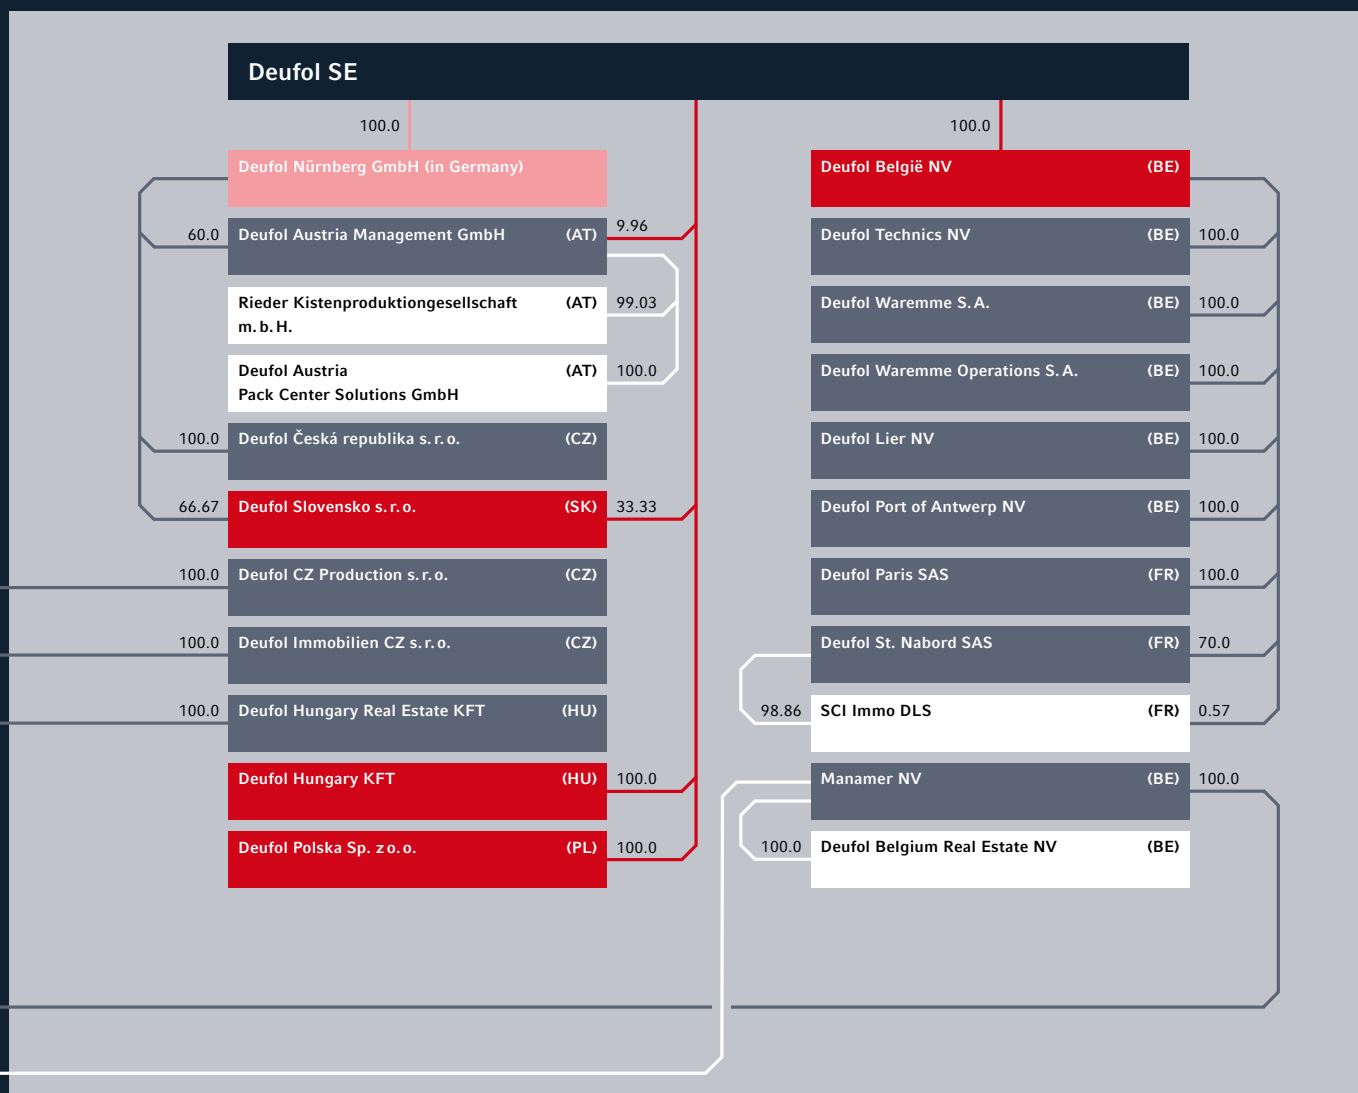 Deufol SE
100.0
Deufol Nürnberg GmbH (in Germany)
60.0 Deufol Austria Management GmbH (AT) 9.96
Rieder Kistenproduktiongesellschaft (AT) 99.03
m. b. H.
Deufol Austria (AT) 100.0
Pack Center Solutions GmbH
100.0 Deufol Česká republika s. r. o. (CZ)
66.67 Deufol Slovensko s. r. o. (SK) 33.33
100.0 Deufol CZ Production s. r. o. (CZ)
100.0 Deufol Immobilien CZ s. r. o. (CZ)
100.0 Deufol Hungary Real Estate KFT (HU)
Deufol Hungary KFT (HU) 100.0
Deufol Polska Sp. z o. o. (PL) 100.0
100.0
Deufol België NV (BE)
Deufol Technics NV (BE) 100.0
Deufol Waremme S. A. (BE) 100.0
Deufol Waremme Operations S. A. (BE) 100.0
Deufol Lier NV (BE) 100.0
Deufol Port of Antwerp NV (BE) 100.0
Deufol Paris SAS (FR) 100.0
Deufol St. Nabord SAS (FR) 70.0
98.86 SCI Immo DLS (FR) 0.57
Manamer NV (BE) 100.0
100.0 Deufol Belgium Real Estate NV (BE)